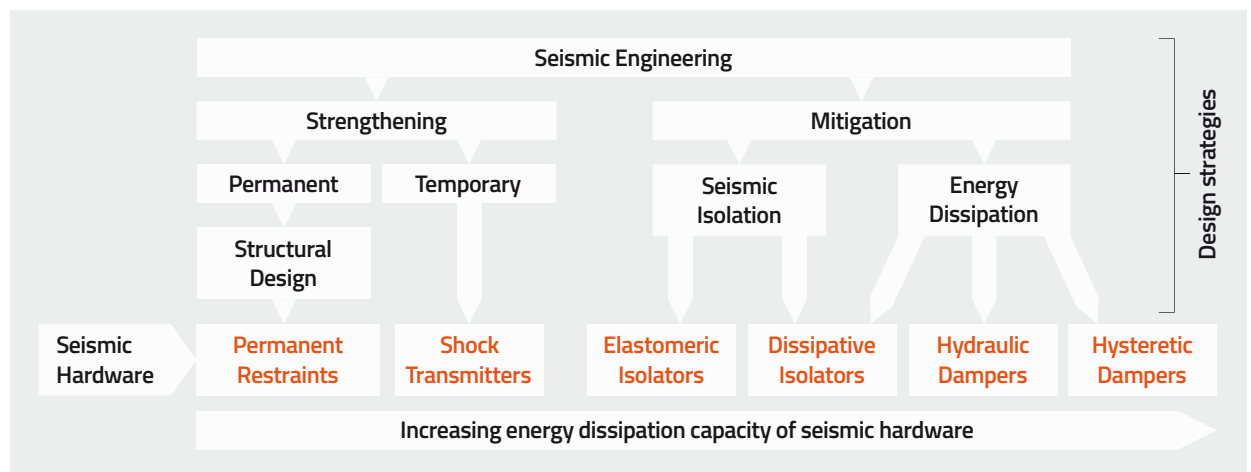 Seismic Engineering
Strengthening
Mitigation
Permanent
Temporary
Seismic
Isolation
Energy
Dissipation
Structural
Design
Design strategies
Seismic
Hardware
Permanent
Restraints
Shock
Transmitters
Elastomeric
Isolators
Dissipative
Isolators
Hydraulic
Dampers
Hysteretic
Dampers
Increasing energy dissipation capacity of seismic hardware